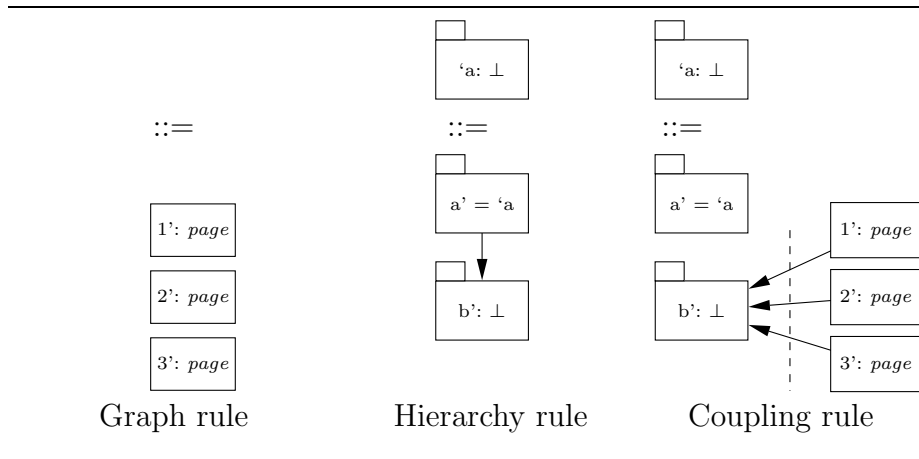 ‘a: ⊥ ‘a: ⊥
::= ::= ::=
a’ = ‘a a’ = ‘a
1’: page 1’: page
2’: page b’: ⊥ b’: ⊥ 2’: page
3’: page 3’: page
Graph rule Hierarchy rule Coupling rule